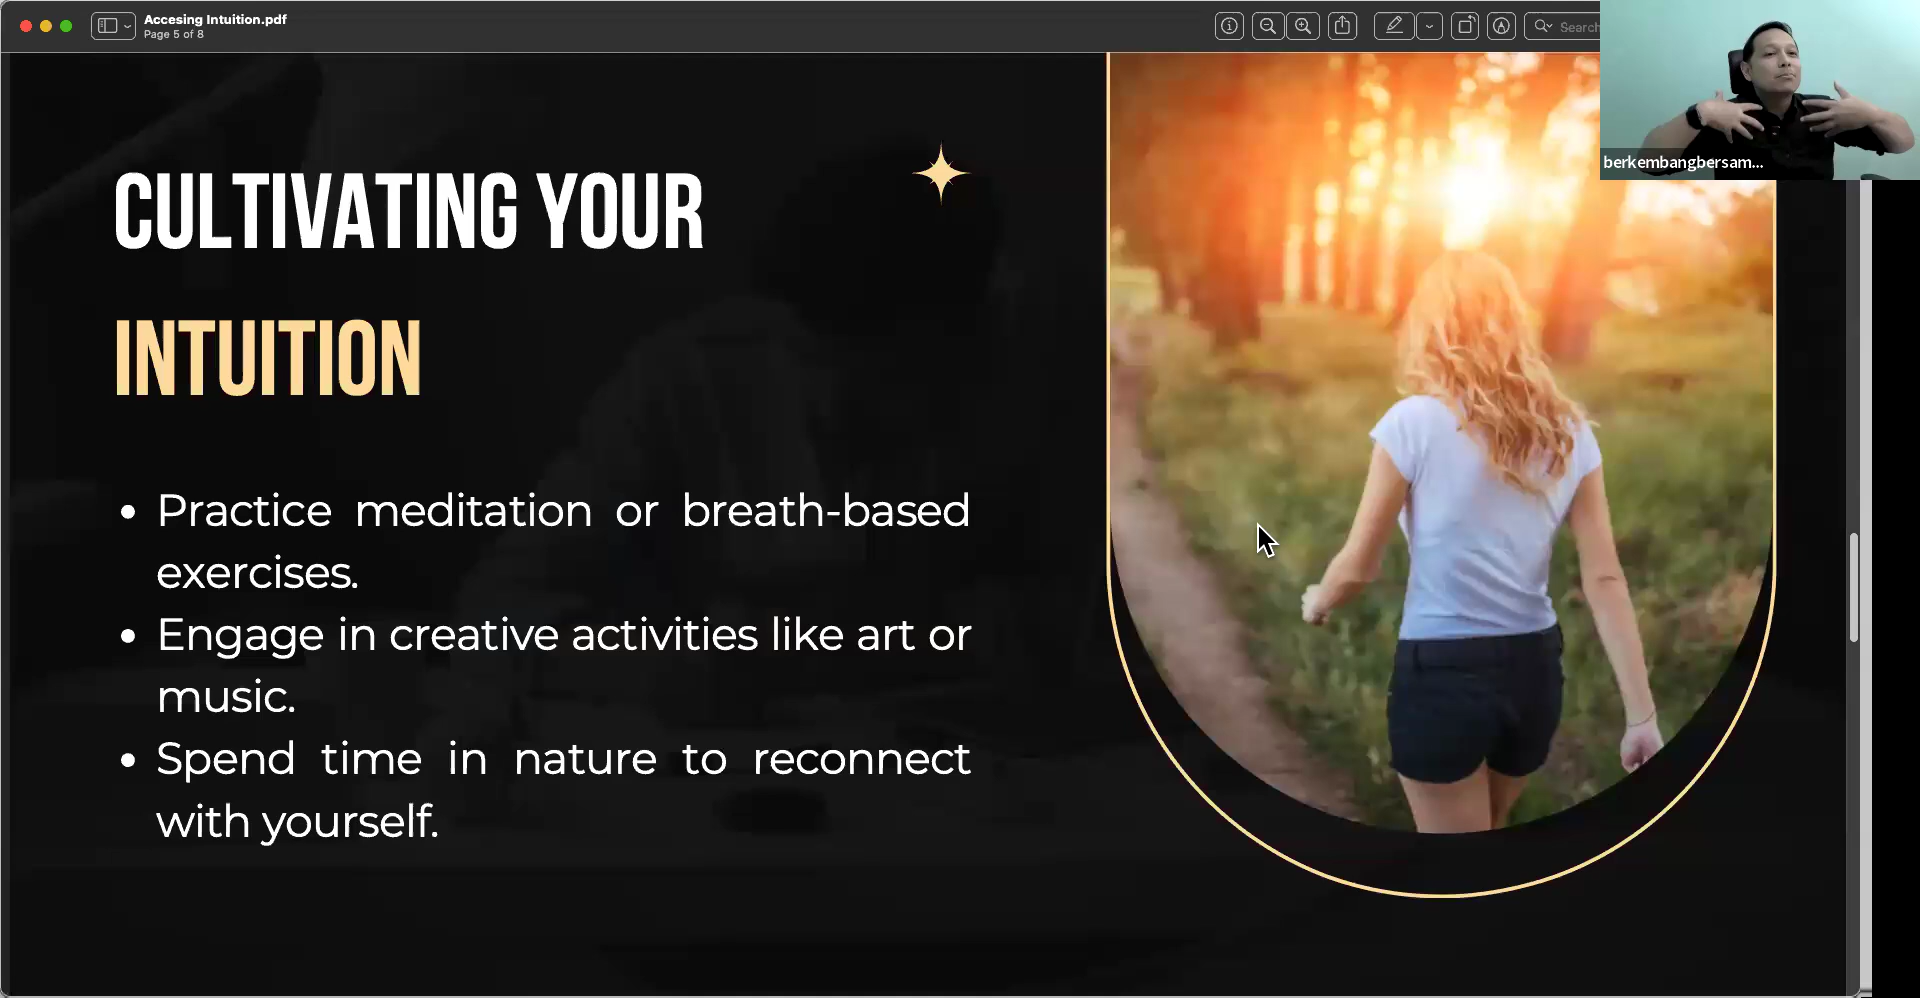 Accesing Intuition.pdf
Page 5 of 8
Search
berkembangbersam...
CULTIVATING YOUR
INTUITION
• Practice meditation or breath-based
exercises.
• Engage in creative activities like art or
music.
• Spend time in nature to reconnect
with yourself.